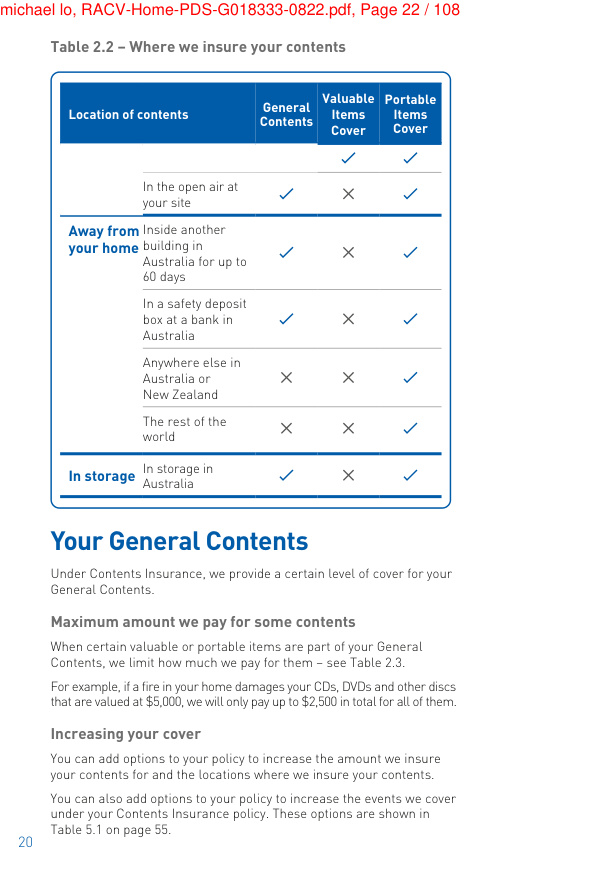 michael lo, RACV-Home-PDS-G018333-0822.pdf, Page 22 / 108
Table 2.2 – Where we insure your contents
Location of contents
General
Contents
Valuable
Items
Cover
Portable
Items
Cover
✓ ✓
In the open air at
your site
✓ ✕ ✓
Away from
your home
Inside another
building in
Australia for up to
60 days
✓ ✕ ✓
In a safety deposit
box at a bank in
Australia
✓ ✕ ✓
Anywhere else in
Australia or
New Zealand
✕ ✕ ✓
The rest of the
world
✕ ✕ ✓
In storage
In storage in
Australia
✓ ✕ ✓
Your General Contents
Under Contents Insurance, we provide a certain level of cover for your
General Contents.
Maximum amount we pay for some contents
When certain valuable or portable items are part of your General
Contents, we limit how much we pay for them – see Table 2.3.
For example, if a fire in your home damages your CDs, DVDs and other discs
that are valued at $5,000, we will only pay up to $2,500 in total for all of them.
Increasing your cover
You can add options to your policy to increase the amount we insure
your contents for and the locations where we insure your contents.
You can also add options to your policy to increase the events we cover
under your Contents Insurance policy. These options are shown in
Table 5.1 on page 55.
20